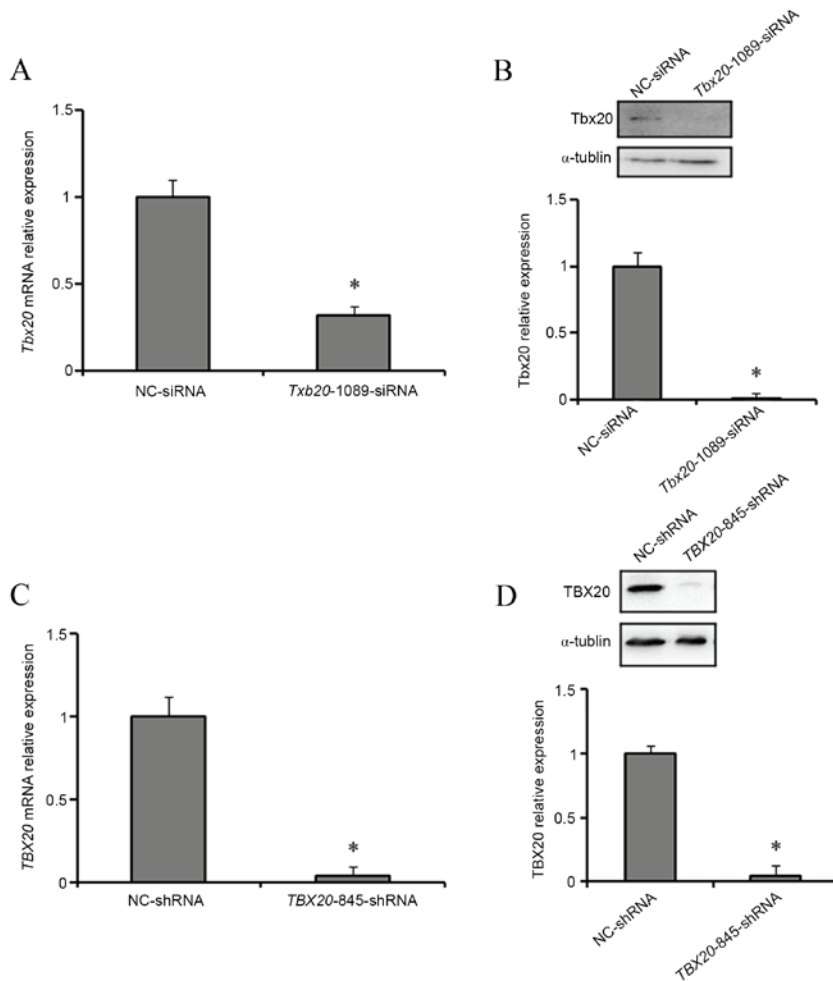 A
1.5
1
0.5
0
Tbx20 mRNA relative expression
*
NC-siRNA
Txb20-1089-siRNA
B
NC-siRNA
Tbx20-1089-siRNA
Tbx20
α-tublin
1.5
1
0.5
0
Tbx20 relative expression
*
NC-siRNA
Tbx20-1089-siRNA
C
1.5
1
0.5
0
TBX20 mRNA relative expression
*
NC-shRNA
TBX20-845-shRNA
D
NC-shRNA
TBX20-845-shRNA
TBX20
α-tublin
1.5
1
0.5
0
TBX20 relative expression
*
NC-shRNA
TBX20-845-shRNA